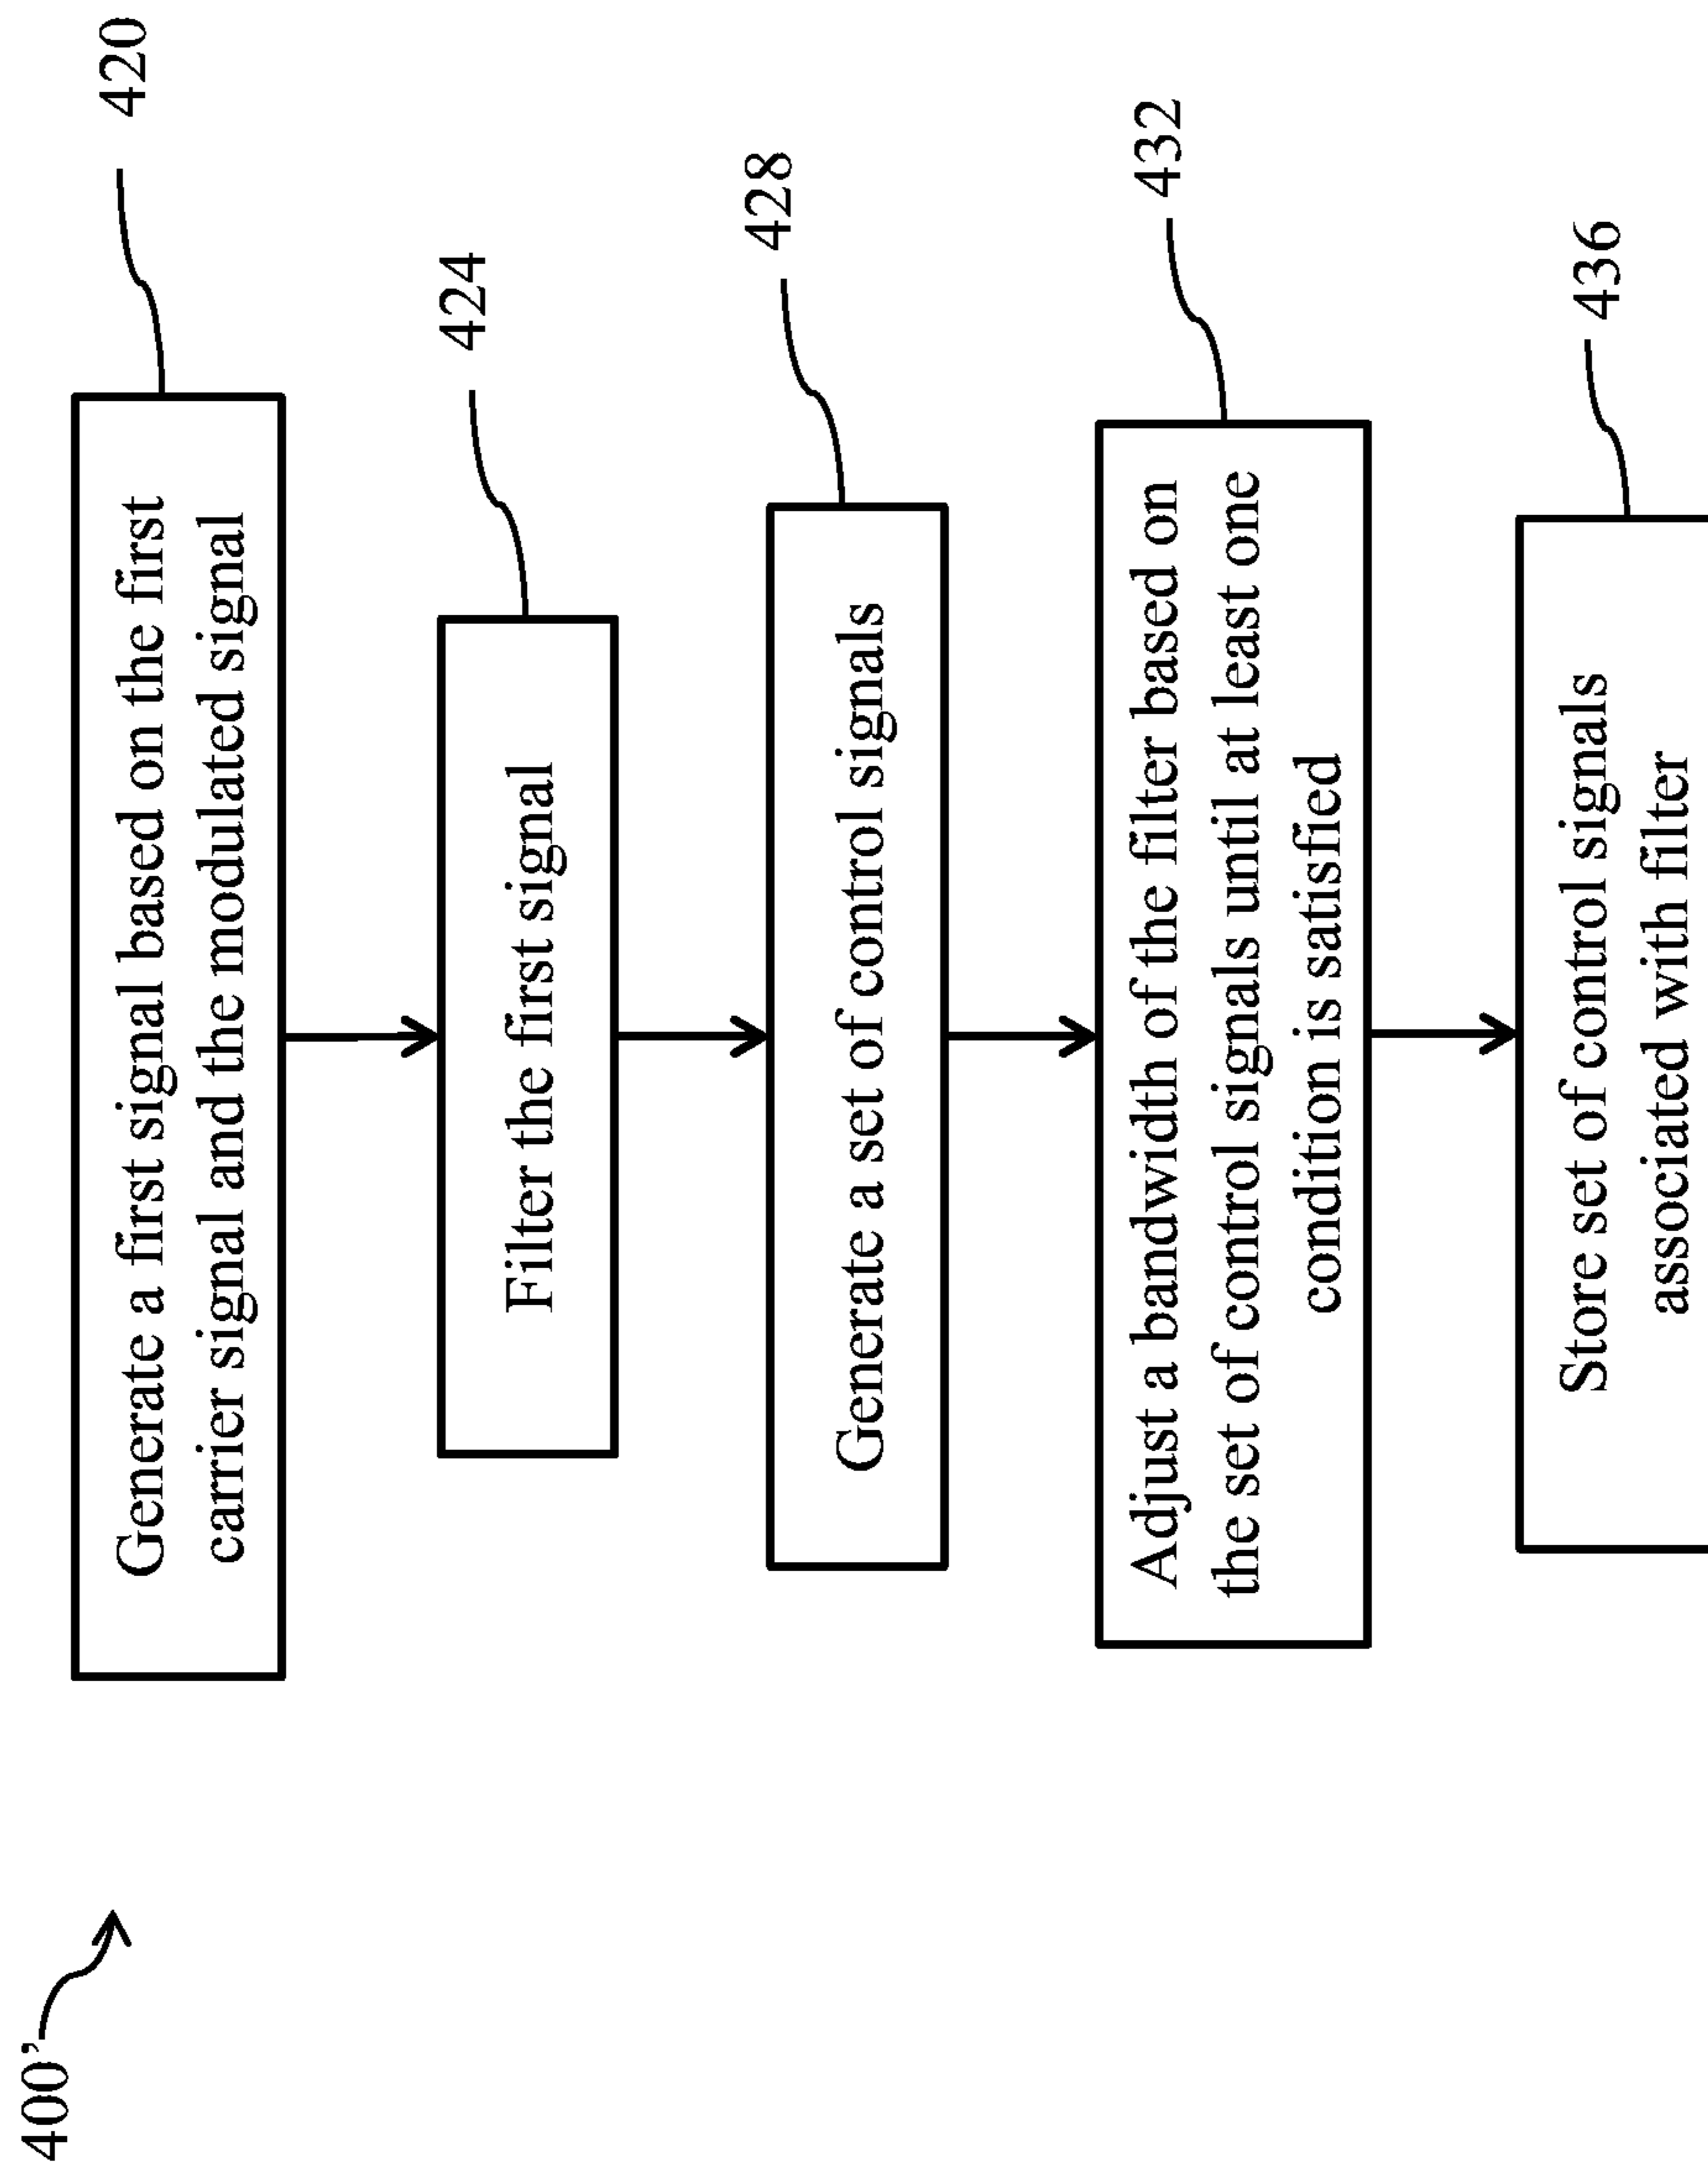 400’
Generate a first signal based on the first
carrier signal and the modulated signal
420
Filter the first signal
424
Generate a set of control signals
428
Adjust a bandwidth of the filter based on
the set of control signals until at least one
condition is satisfied
432
Store set of control signals
associated with filter
436